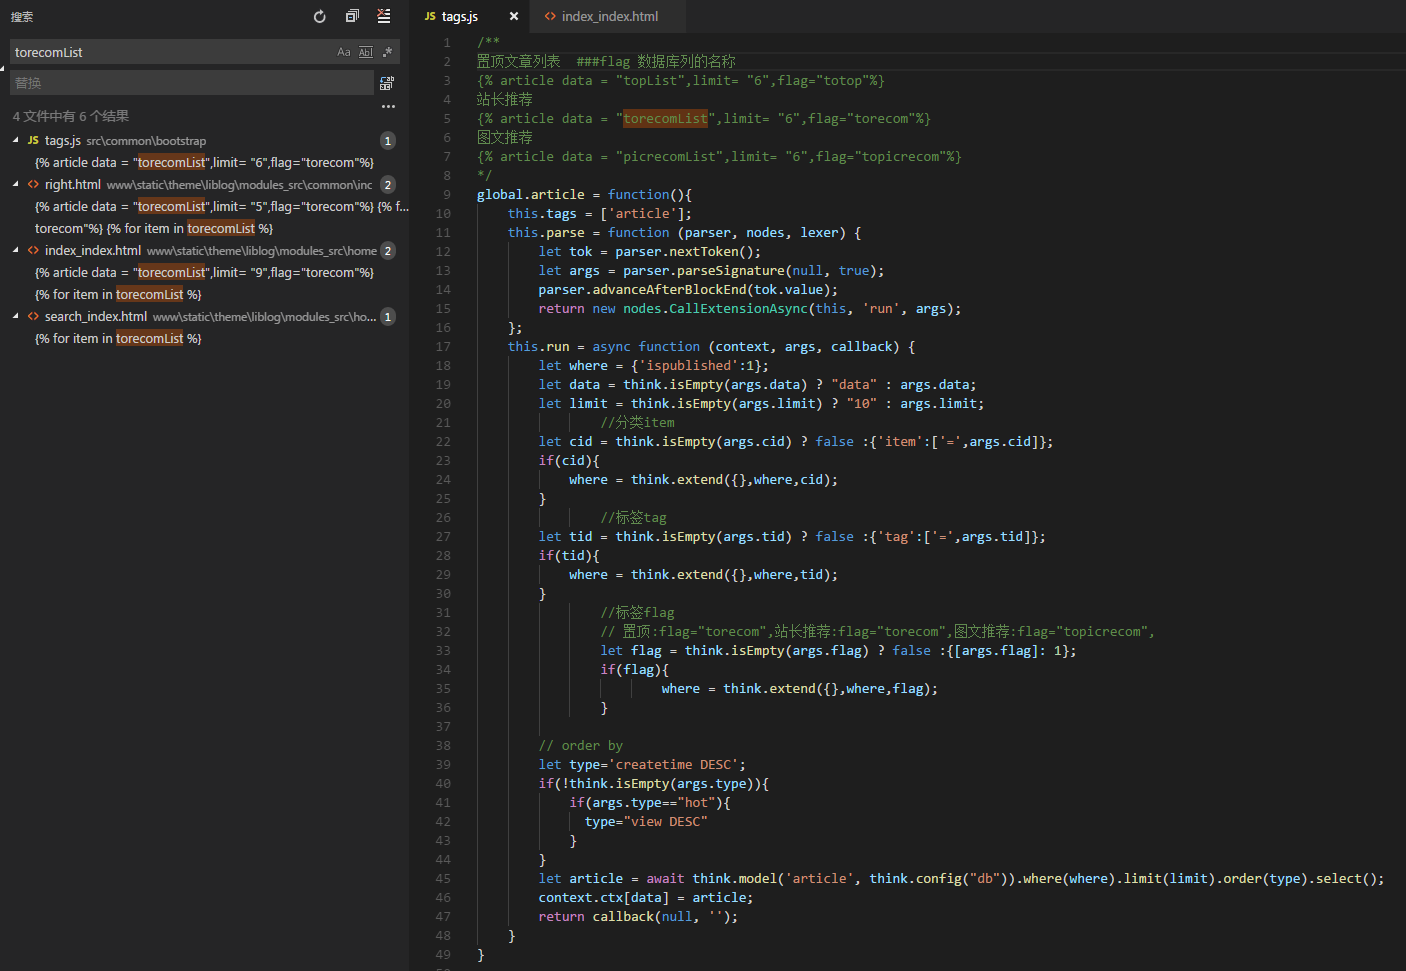 搜索
torecomList
Aa Abl .*
替换
4 文件中有 6 个结果
JS tags.js src\common\bootstrap 1
{% article data = "torecomList",limit= "6",flag="torecom"%}
<> right.html www\static\theme\liblog\modules_src\common\inc 2
{% article data = "torecomList",limit= "5",flag="torecom"%} {% f...
torecom"%} {% for item in torecomList %}
<> index_index.html www\static\theme\liblog\modules_src\home 2
{% article data = "torecomList",limit= "9",flag="torecom"%}
{% for item in torecomList %}
<> search_index.html www\static\theme\liblog\modules_src\ho... 1
{% for item in torecomList %}
JS tags.js × <> index_index.html
1 /**
2 置顶文章列表  ###flag 数据库列的名称
3 {% article data = "topList",limit= "6",flag="totop"%}
4 站长推荐
5 {% article data = "torecomList",limit= "6",flag="torecom"%}
6 图文推荐
7 {% article data = "picrecomList",limit= "6",flag="topicrecom"%}
8 */
9 global.article = function(){
10 this.tags = ['article'];
11 this.parse = function (parser, nodes, lexer) {
12 let tok = parser.nextToken();
13 let args = parser.parseSignature(null, true);
14 parser.advanceAfterBlockEnd(tok.value);
15 return new nodes.CallExtensionAsync(this, 'run', args);
16 };
17 this.run = async function (context, args, callback) {
18 let where = {'ispublished':1};
19 let data = think.isEmpty(args.data) ? "data" : args.data;
20 let limit = think.isEmpty(args.limit) ? "10" : args.limit;
21 //分类item
22 let cid = think.isEmpty(args.cid) ? false :{'item':['=',args.cid]};
23 if(cid){
24 where = think.extend({},where,cid);
25 }
26 //标签tag
27 let tid = think.isEmpty(args.tid) ? false :{'tag':['=',args.tid]};
28 if(tid){
29 where = think.extend({},where,tid);
30 }
31 //标签flag
32 // 置顶:flag="torecom",站长推荐:flag="torecom",图文推荐:flag="topicrecom",
33 let flag = think.isEmpty(args.flag) ? false :{[args.flag]: 1};
34 if(flag){
35 where = think.extend({},where,flag);
36 }
37
38 // order by
39 let type='createtime DESC';
40 if(!think.isEmpty(args.type)){
41 if(args.type=="hot"){
42 type="view DESC"
43 }
44 }
45 let article = await think.model('article', think.config("db")).where(where).limit(limit).order(type).select();
46 context.ctx[data] = article;
47 return callback(null, '');
48 }
49 }